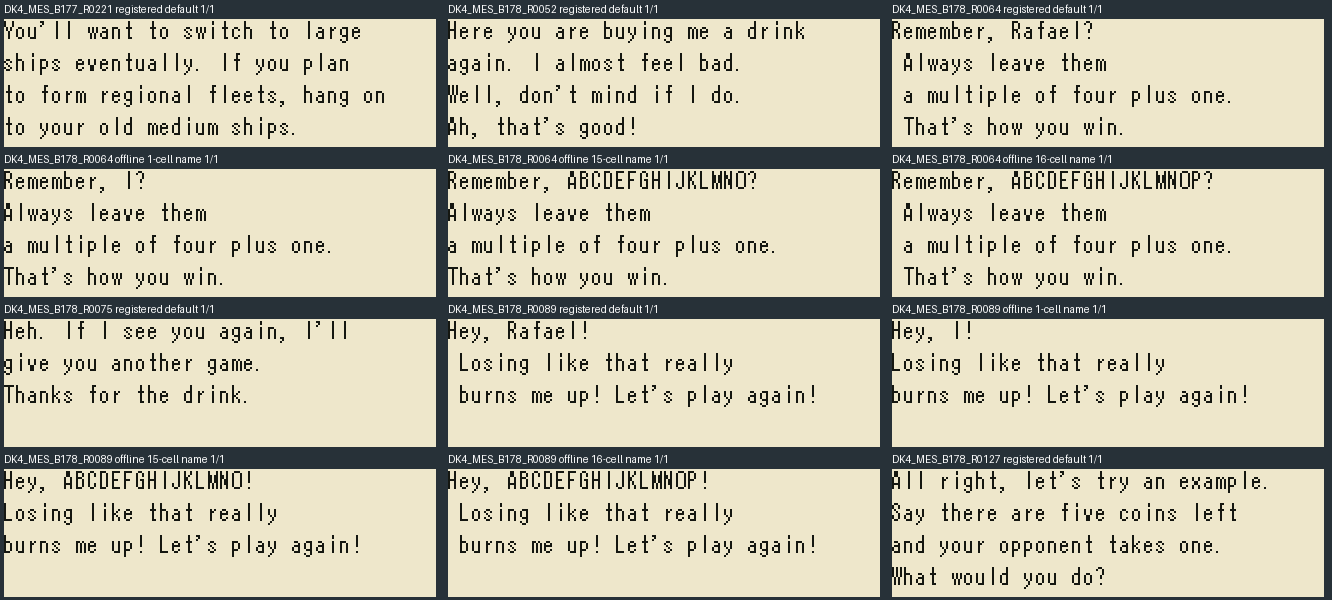 DK4_MES_B177_R0221 registered default 1/1
You'll want to switch to large
ships eventually.  If you plan
to form regional fleets, hang on
to your old medium ships.
DK4_MES_B178_R0052 registered default 1/1
Here you are buying me a drink
again.  I almost feel bad.
Well, don't mind if I do.
Ah, that's good!
DK4_MES_B178_R0064 registered default 1/1
Remember, Rafael?
Always leave them
a multiple of four plus one.
That's how you win.
DK4_MES_B178_R0064 offline 1-cell name 1/1
Remember, I?
Always leave them
a multiple of four plus one.
That's how you win.
DK4_MES_B178_R0064 offline 15-cell name 1/1
Remember, ABCDEFGHIJKLMNO?
Always leave them
a multiple of four plus one.
That's how you win.
DK4_MES_B178_R0064 offline 16-cell name 1/1
Remember, ABCDEFGHIJKLMNOP?
Always leave them
a multiple of four plus one.
That's how you win.
DK4_MES_B178_R0075 registered default 1/1
Heh.  If I see you again, I'll
give you another game.
Thanks for the drink.
DK4_MES_B178_R0089 registered default 1/1
Hey, Rafael!
Losing like that really
burns me up! Let's play again!
DK4_MES_B178_R0089 offline 1-cell name 1/1
Hey, I!
Losing like that really
burns me up! Let's play again!
DK4_MES_B178_R0089 offline 15-cell name 1/1
Hey, ABCDEFGHIJKLMNO!
Losing like that really
burns me up! Let's play again!
DK4_MES_B178_R0089 offline 16-cell name 1/1
Hey, ABCDEFGHIJKLMNOP!
Losing like that really
burns me up! Let's play again!
DK4_MES_B178_R0127 registered default 1/1
All right, let's try an example.
Say there are five coins left
and your opponent takes one.
What would you do?